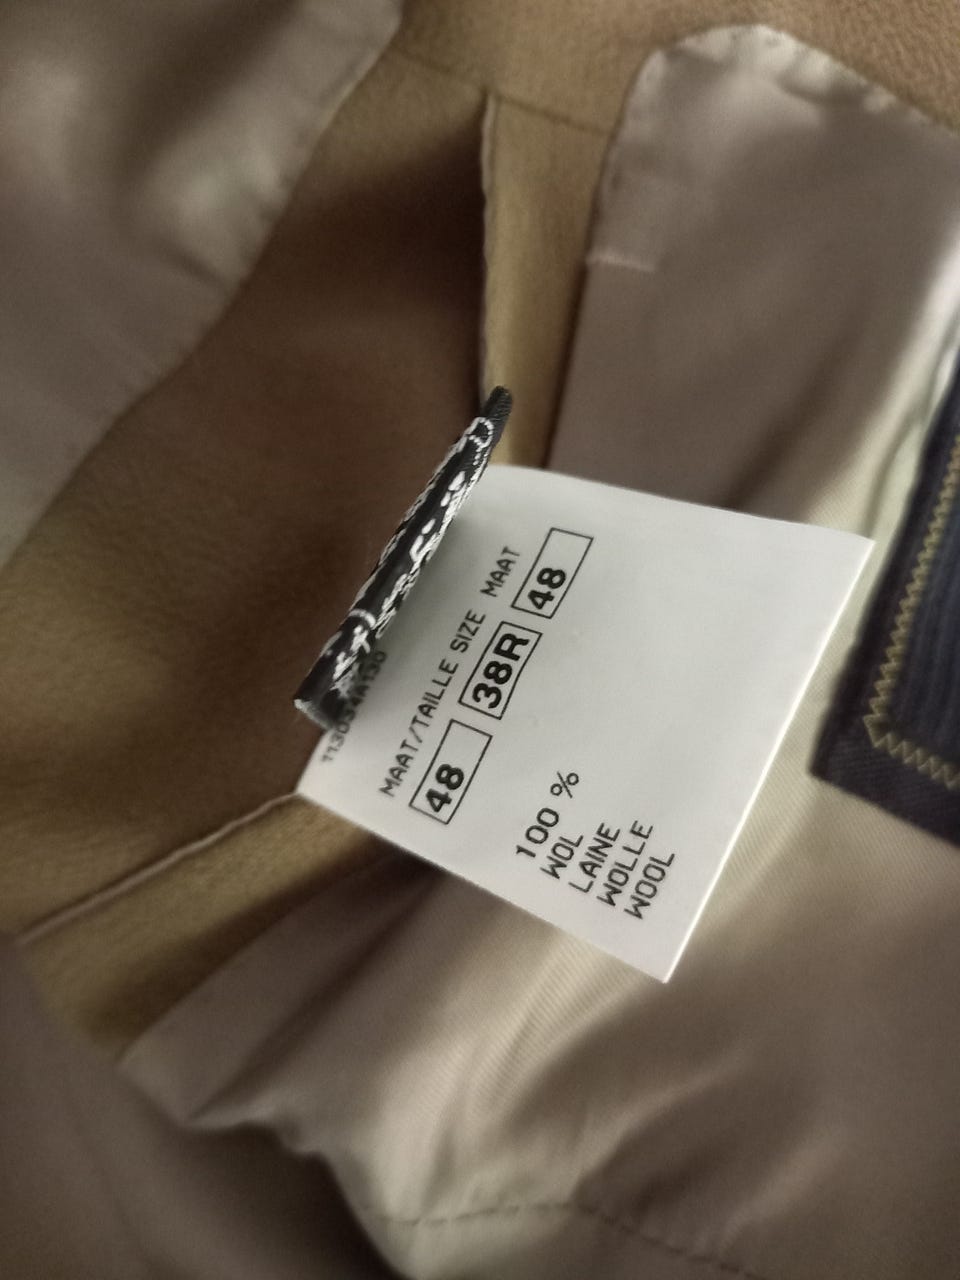 MAAT/TAILLE SIZE MAAT
48 38R 48
100 %
WOL
LAINE
WOLLE
WOOL